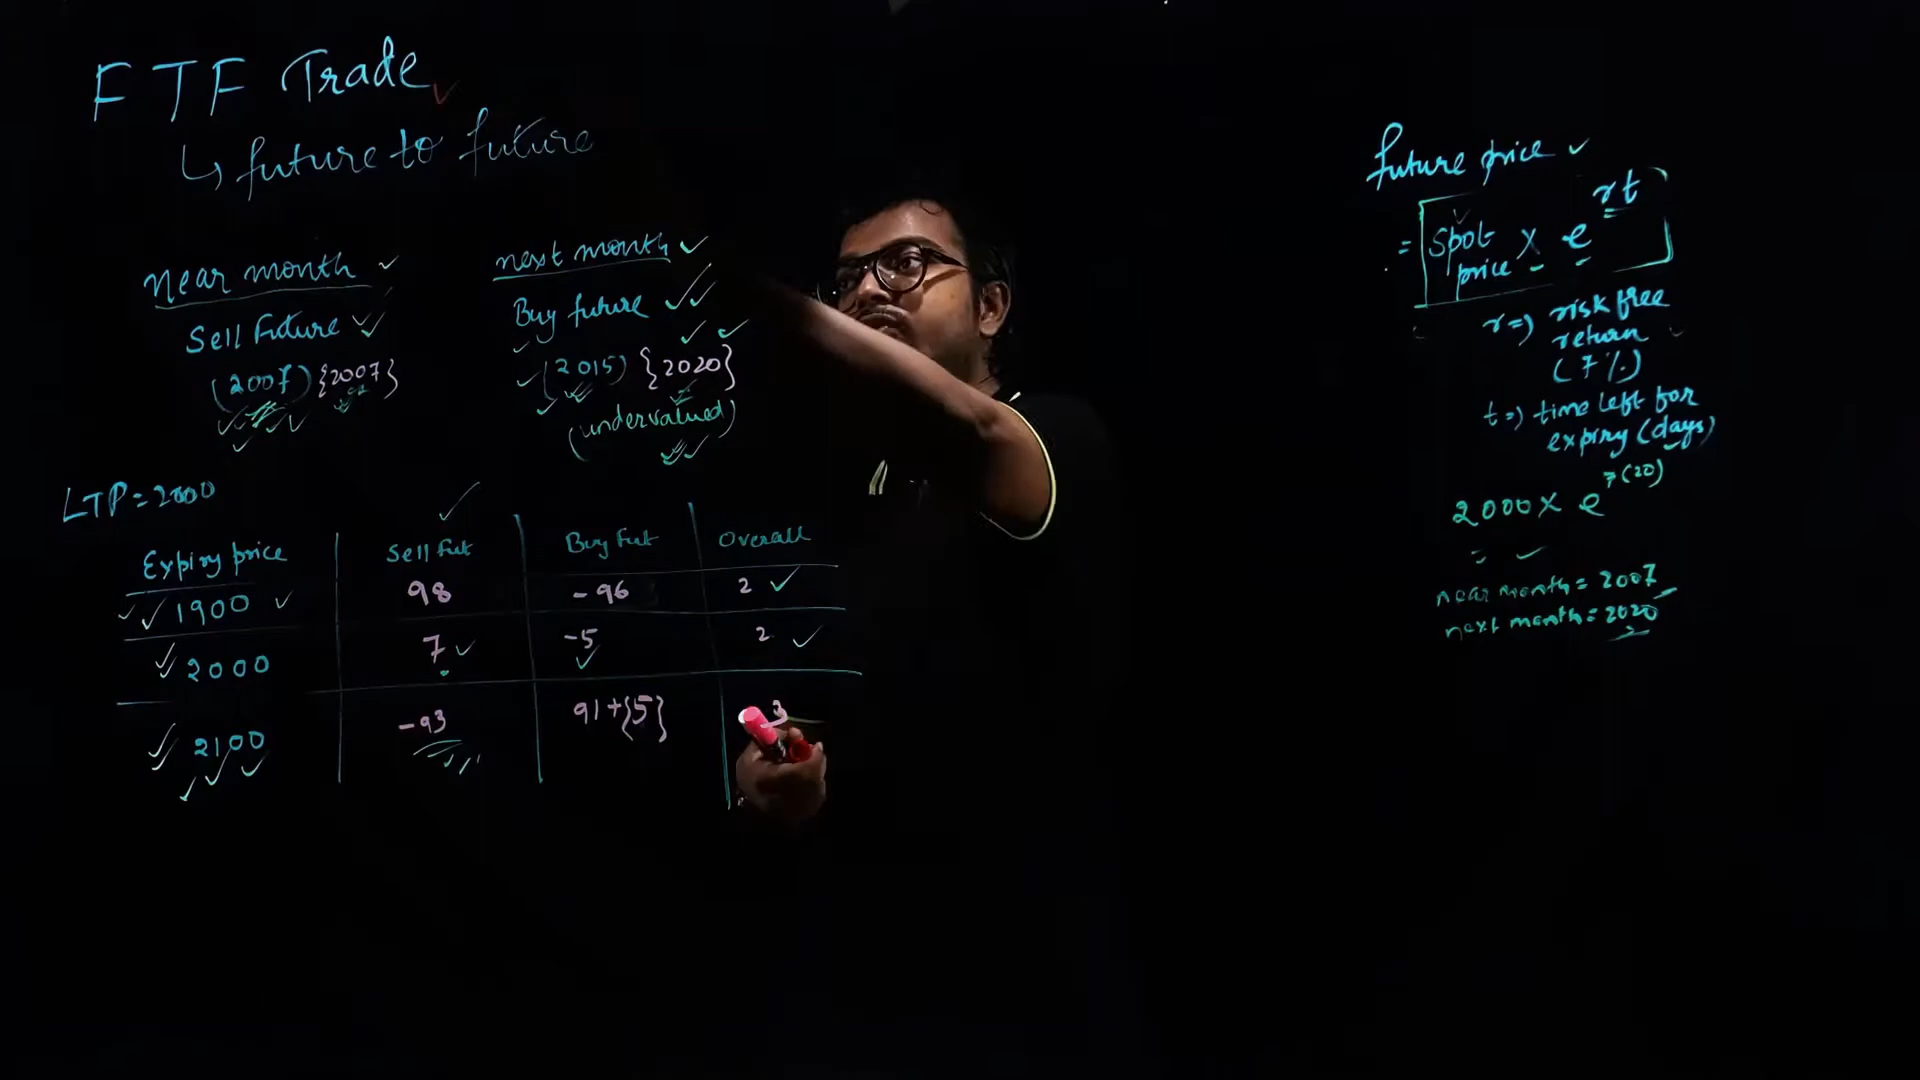 FTF Trade
↳ future to future
near month ✓
Sell Future ✓
(2007) {2007}
next month ✓
Buy future ✓✓
✓(2015) {2020}
(undervalued)
LTP = 2000
Expiry price | Sell Fut | Buy Fut | Overall
✓✓ 1900 ✓ | 98 | -96 | 2 ✓
✓ 2000 | 7 ✓ | -5 | 2 ✓
✓ 2100 | -93 | 91+{5}
future price ✓
= [Spot price × e^rt]
r => risk free
return
(7%)
t => time left for
expiry (days)
2000 × e^7(20)
= ✓
near month = 2007
next month = 2020